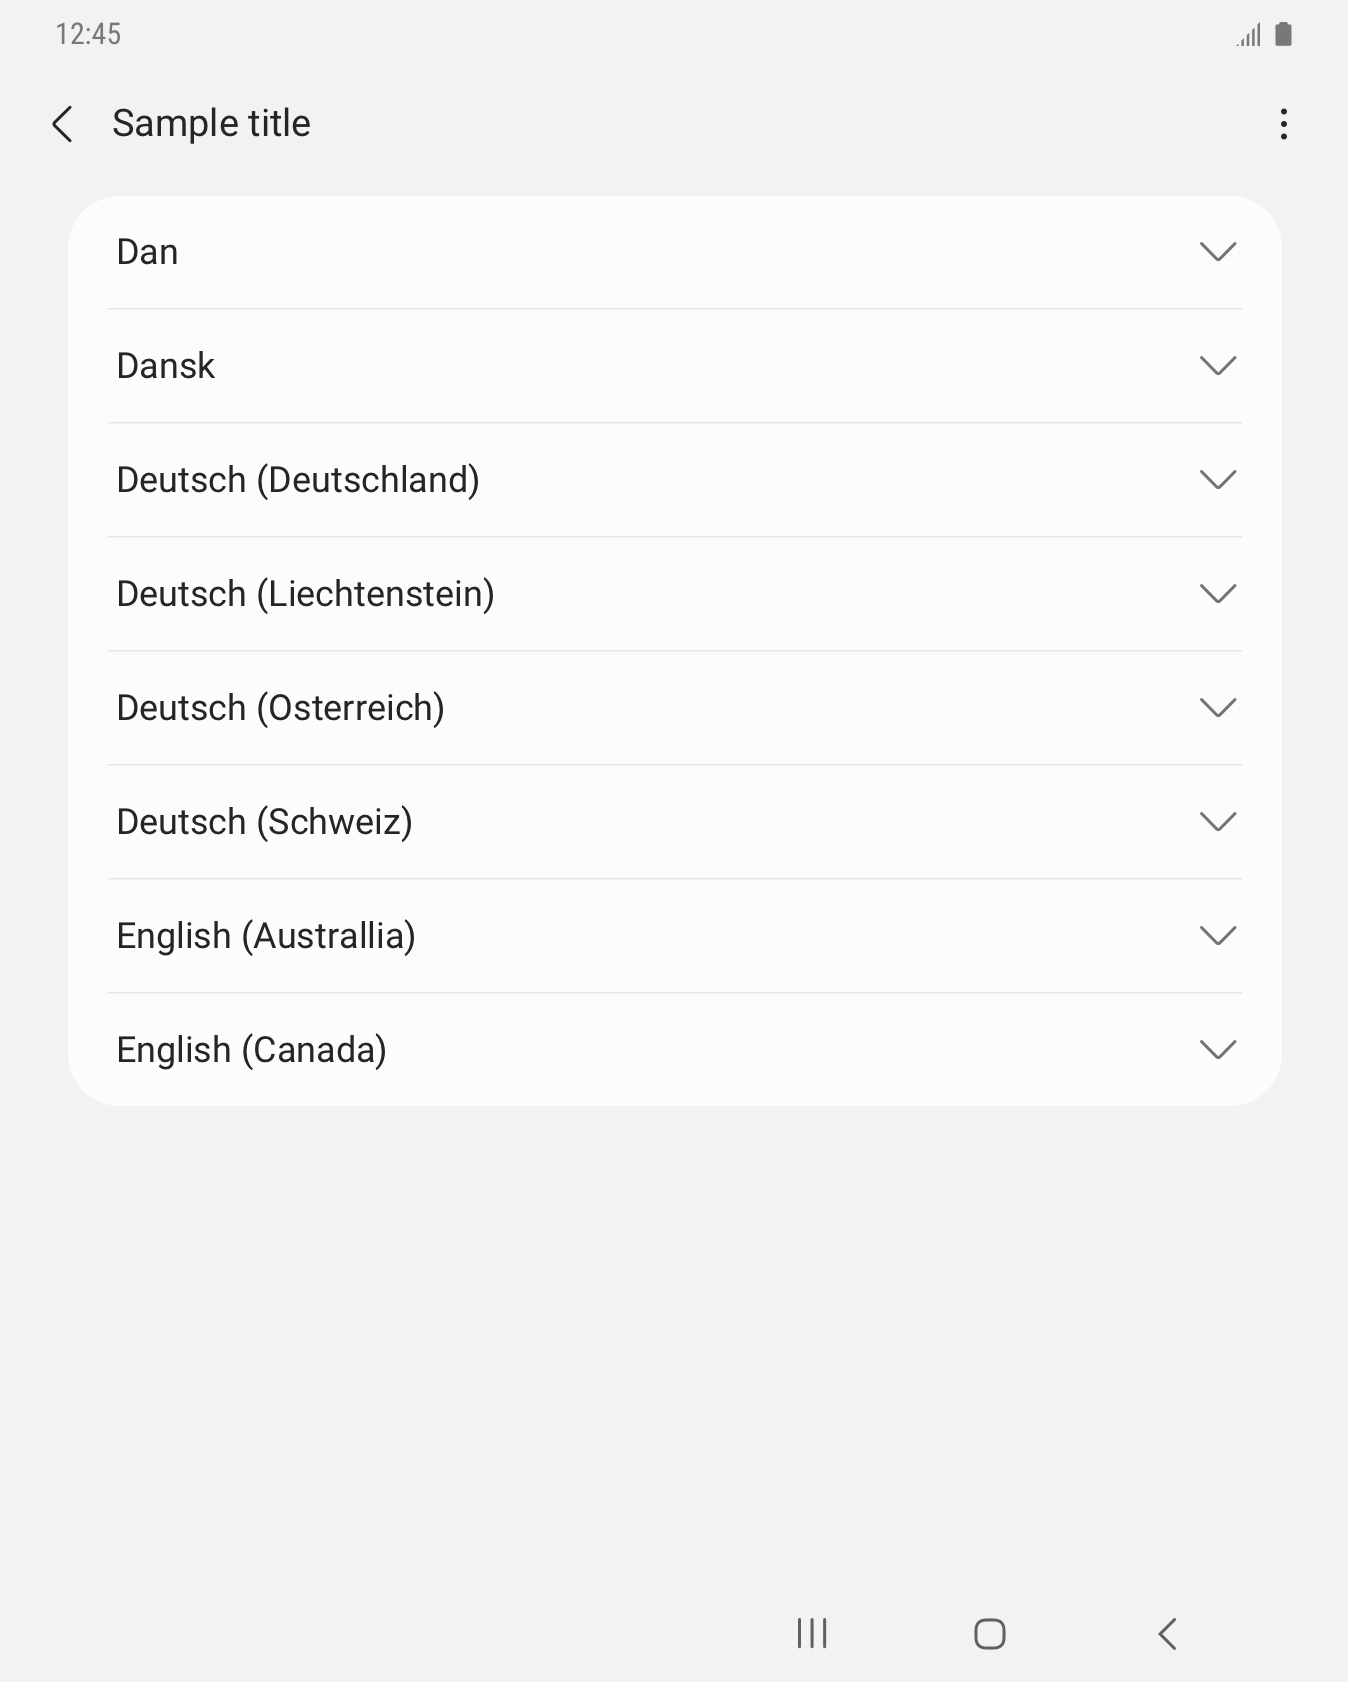 12:45
Sample title
Dan
Dansk
Deutsch (Deutschland)
Deutsch (Liechtenstein)
Deutsch (Osterreich)
Deutsch (Schweiz)
English (Australlia)
English (Canada)